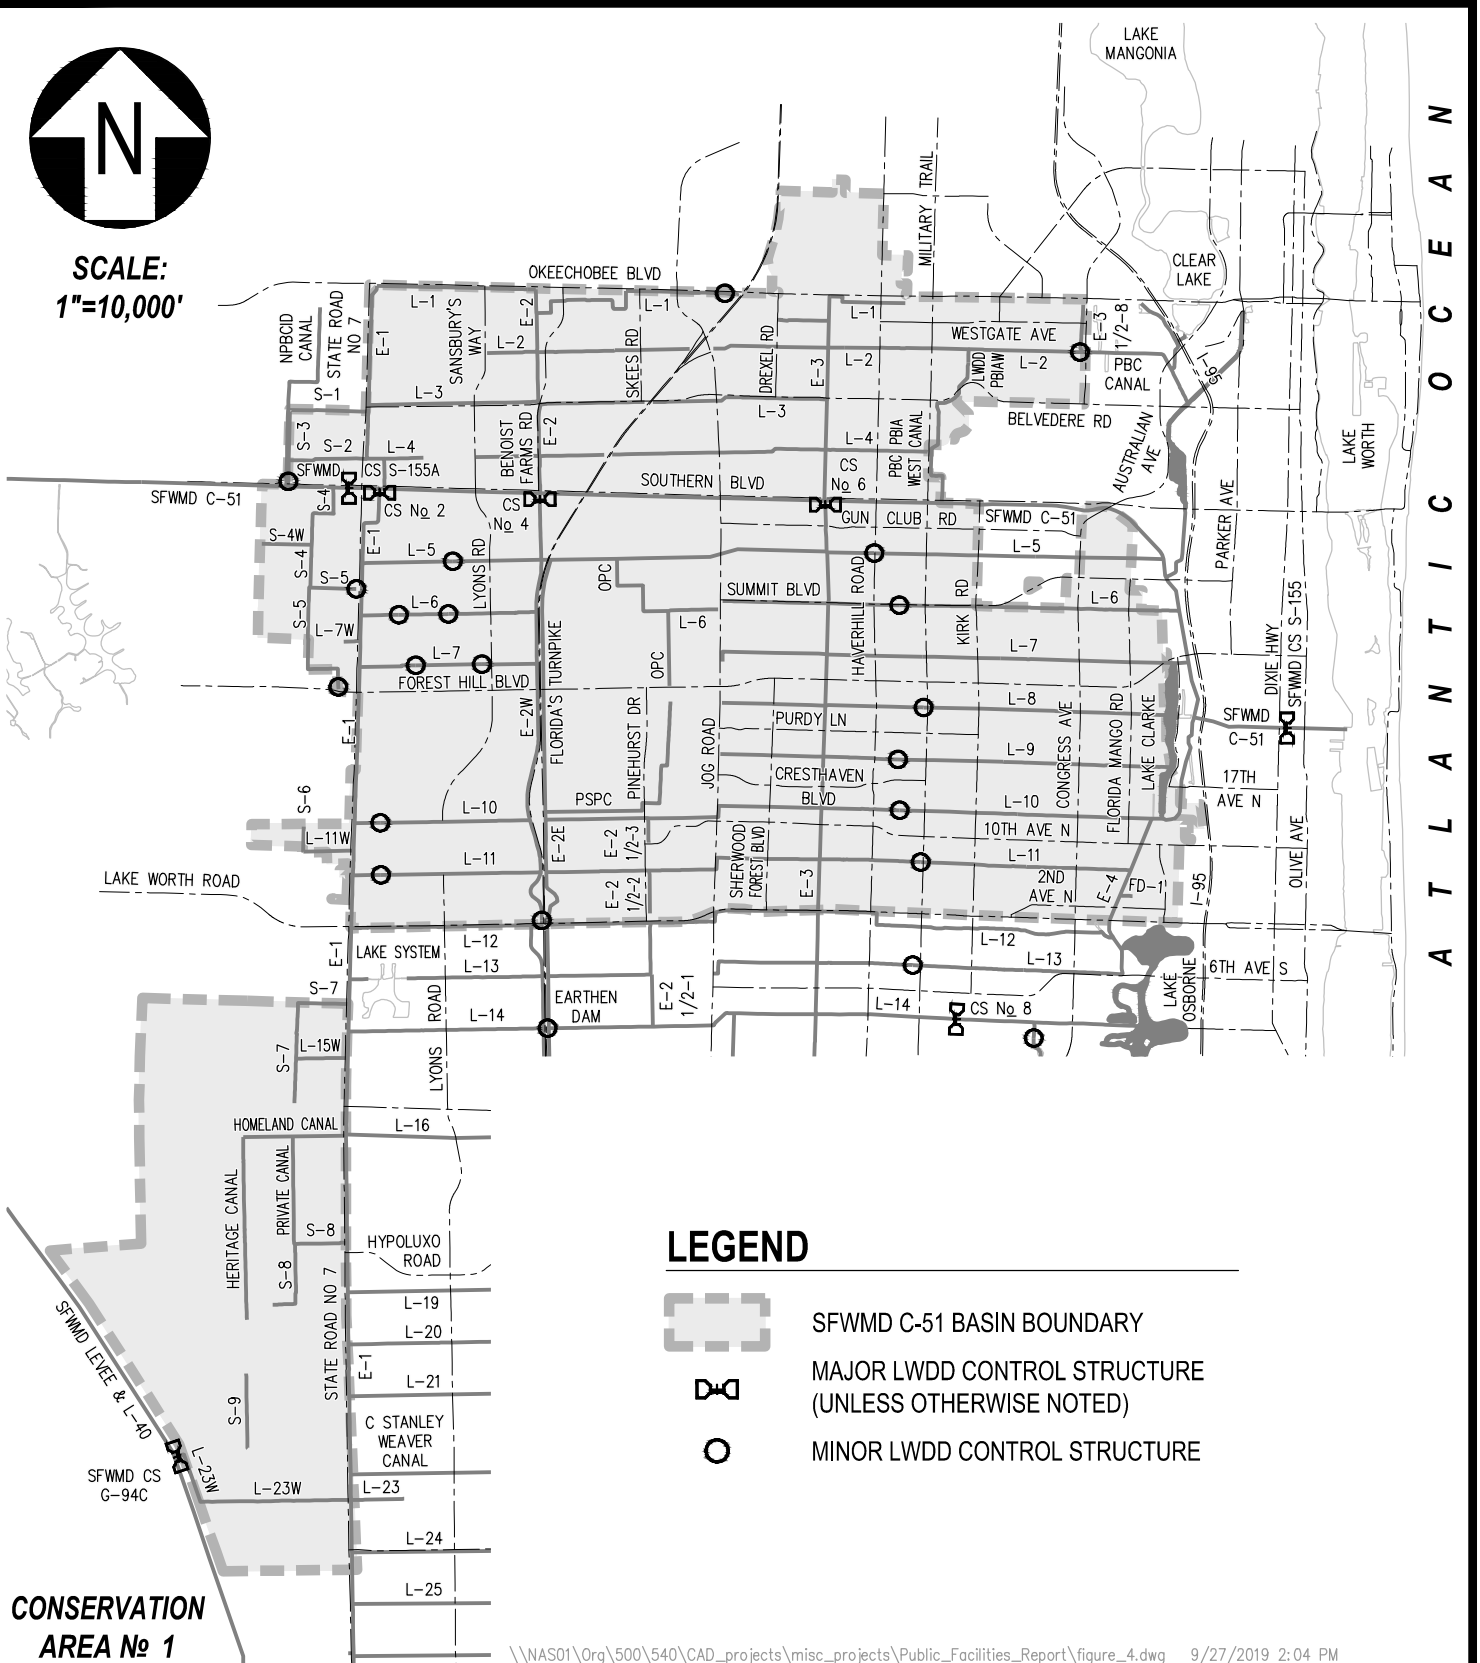 LAKE
MANGONIA
N
SCALE:
1"=10,000'
ATLANTIC OCEAN
MILITARY TRAIL
CLEAR
LAKE
OKEECHOBEE BLVD
NPBCID
CANAL
STATE ROAD
NO 7
E-1
L-1
SANSBURY'S
WAY
E-2
L-1
L-2
SKEES RD
DREXEL RD
E-3
L-1
L-2
WESTGATE AVE
LWDD
PBIAW
L-2
E-3
1/2-8
PBC
CANAL
I-95
S-1
L-3
L-3
BELVEDERE RD
S-3
S-2
L-4
BENOIST
FARMS RD
E-2
L-4
PBC PBIA
WEST CANAL
AUSTRALIAN
AVE
LAKE
WORTH
SFWMD
CS
S-155A
SOUTHERN BLVD
CS
No 6
SFWMD C-51
S-4
CS No 2
CS
No 4
GUN CLUB RD
SFWMD C-51
PARKER AVE
S-4W
E-1
S-4
L-5
LYONS RD
L-5
S-5
OPC
SUMMIT BLVD
HAVERHILL ROAD
KIRK RD
L-6
S-5
L-6
L-7W
L-6
L-7
L-7
FOREST HILL BLVD
OPC
DIXIE HWY
SFWMD CS S-155
E-1
E-2W
FLORIDA'S TURNPIKE
PINEHURST DR
JOG ROAD
PURDY LN
L-8
CONGRESS AVE
FLORIDA MANGO RD
LAKE CLARKE
SFWMD
C-51
L-9
CRESTHAVEN
BLVD
17TH
AVE N
S-6
L-10
PSPC
L-10
L-11W
10TH AVE N
L-11
E-2E
E-2
1/2-3
SHERWOOD
FOREST BLVD
L-11
OLIVE AVE
LAKE WORTH ROAD
E-2
1/2-2
E-3
2ND
AVE N
E-4
FD-1
I-95
E-1
LAKE SYSTEM
L-12
L-12
L-13
L-13
6TH AVE S
S-7
ROAD
EARTHEN
DAM
E-2
1/2-1
L-14
L-14
CS No 8
LAKE
OSBORNE
S-7
L-15W
LYONS
HOMELAND CANAL
L-16
HERITAGE CANAL
PRIVATE CANAL
S-8
S-8
HYPOLUXO
ROAD
SFWMD LEVEE & L-40
STATE ROAD NO 7
E-1
L-19
L-20
L-21
S-9
C STANLEY
WEAVER
CANAL
SFWMD CS
G-94C
L-23W
L-23W
L-23
L-24
L-25
CONSERVATION
AREA № 1
LEGEND
SFWMD C-51 BASIN BOUNDARY
MAJOR LWDD CONTROL STRUCTURE
(UNLESS OTHERWISE NOTED)
MINOR LWDD CONTROL STRUCTURE
\\NAS01\Org\500\540\CAD_projects\misc_projects\Public_Facilities_Report\figure_4.dwg 9/27/2019 2:04 PM